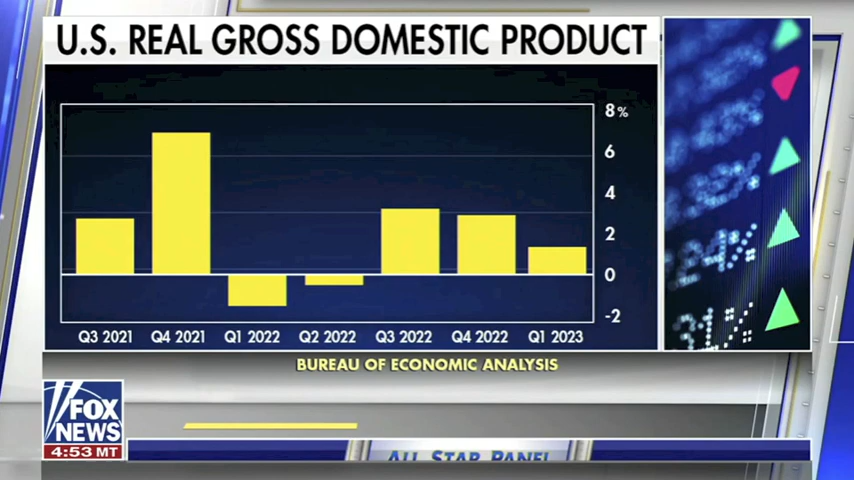 U.S. REAL GROSS DOMESTIC PRODUCT
8%
6
4
2
0
-2
Q3 2021 Q4 2021 Q1 2022 Q2 2022 Q3 2022 Q4 2022 Q1 2023
BUREAU OF ECONOMIC ANALYSIS
FOX
NEWS
4:53 MT
ALL-STAR PANEL